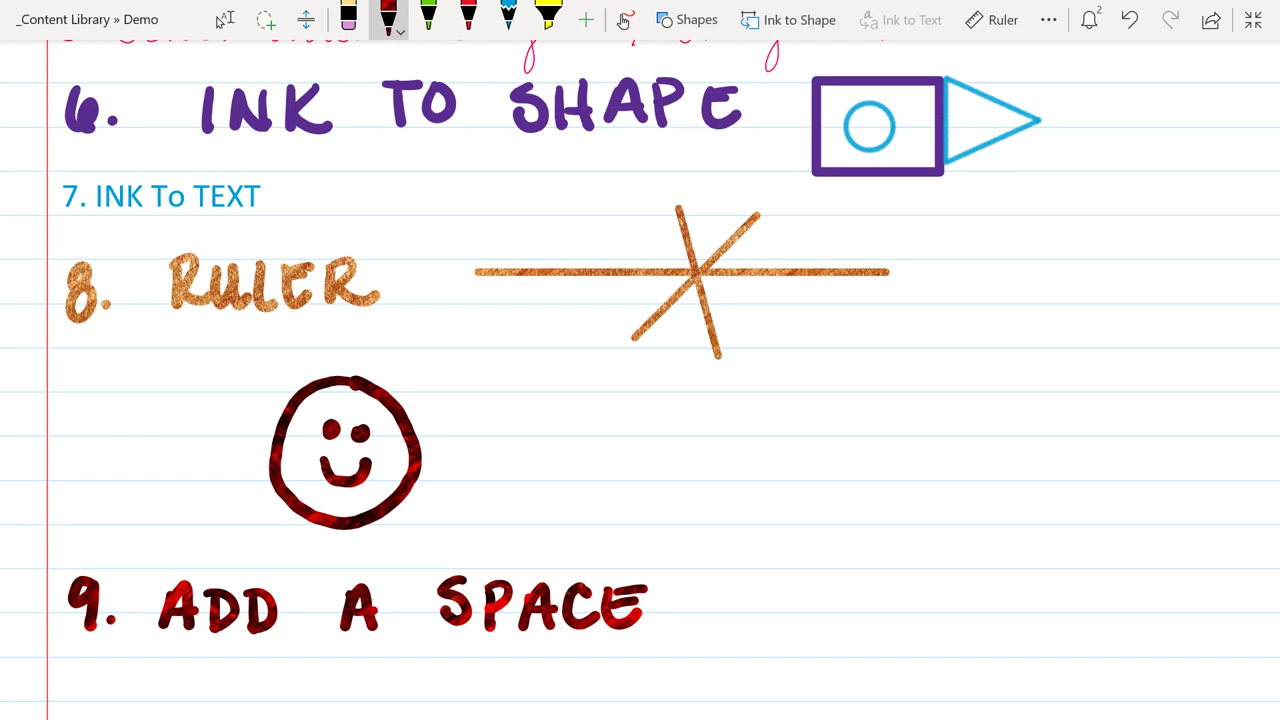 _Content Library » Demo
Shapes
Ink to Shape
Ink to Text
Ruler
2
6. INK TO SHAPE
7. INK To TEXT
8. RULER
9. ADD A SPACE